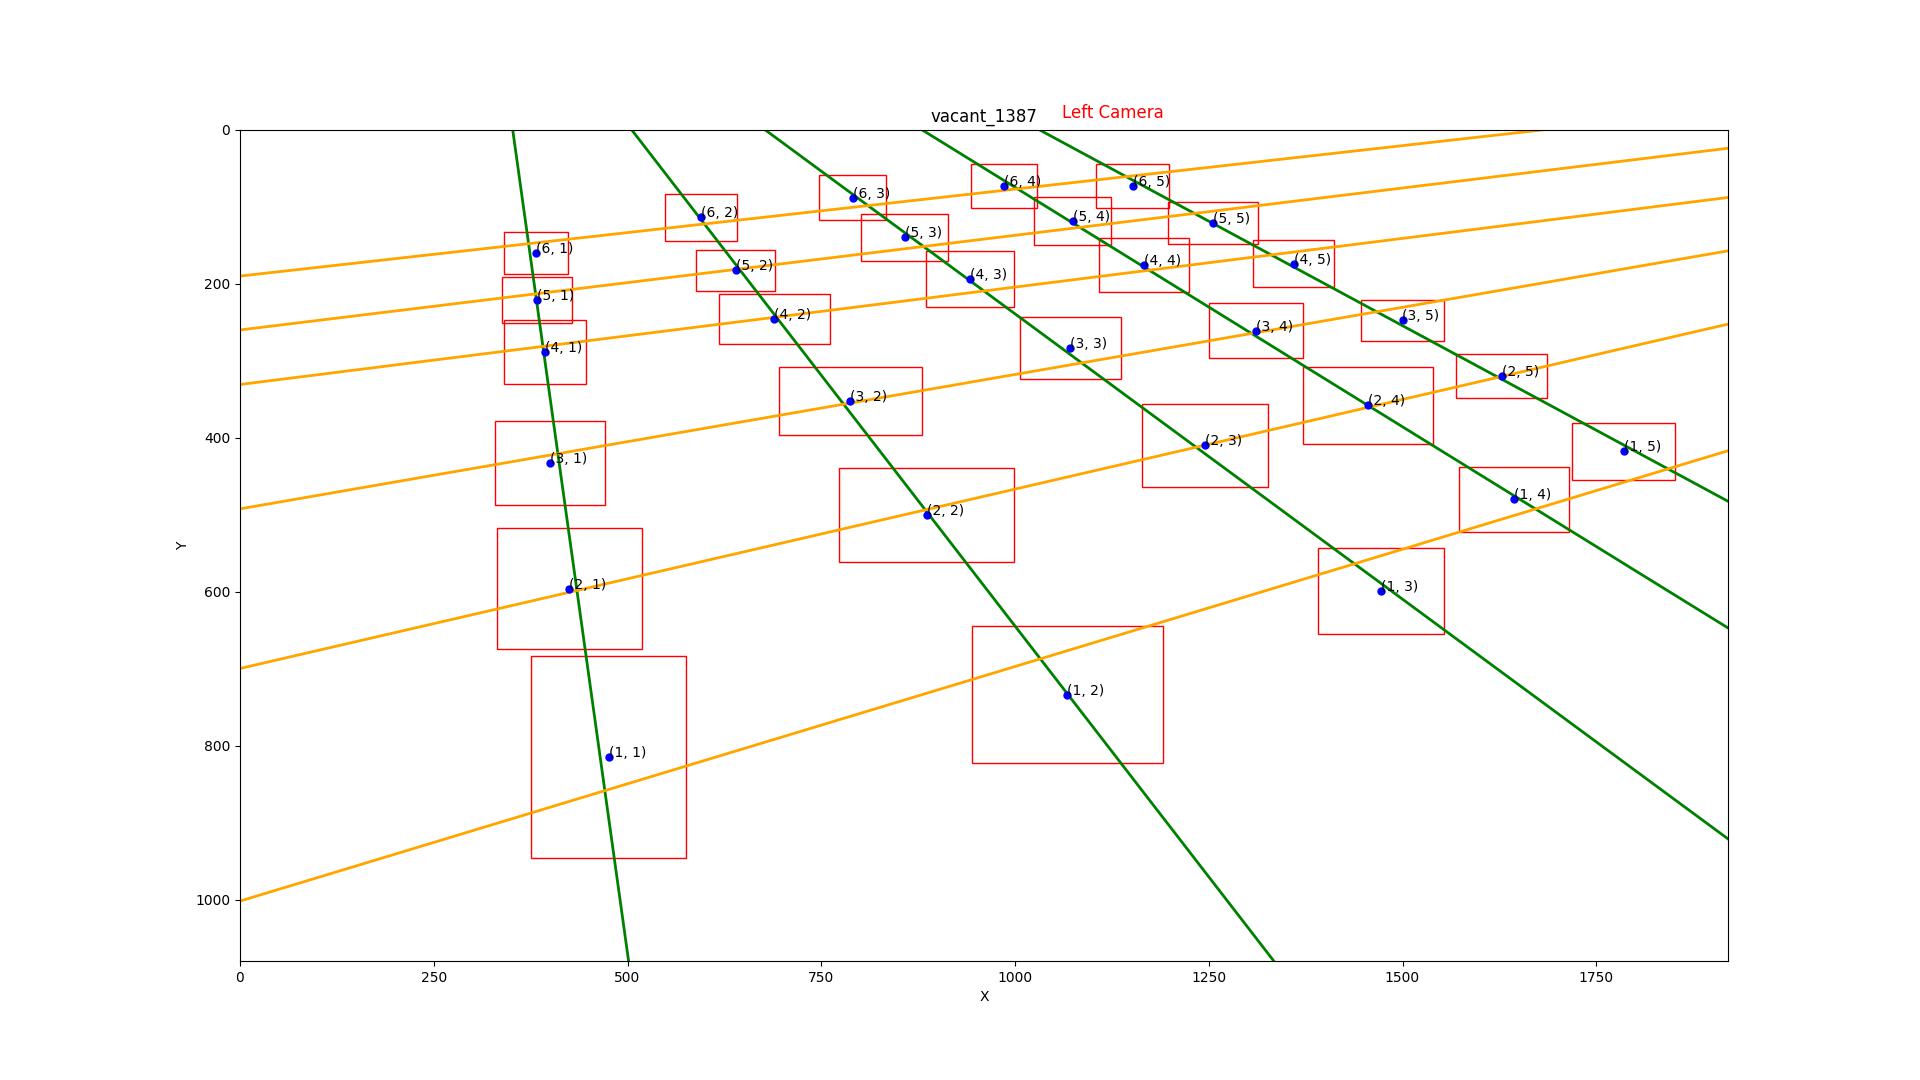 vacant_1387 Left Camera
0
(6, 4) (6, 5)
(6, 3)
(6, 2) (5, 4) (5, 5)
(5, 3)
(6, 1) (4, 4) (4, 5)
(5, 2) (4, 3)
200
(5, 1)
(4, 2) (3, 5)
(3, 4)
(4, 1) (3, 3)
(2, 5)
(3, 2) (2, 4)
400
(2, 3) (1, 5)
(3, 1)
(1, 4)
(2, 2)
Y
(2, 1) (1, 3)
600
(1, 2)
800
(1, 1)
1000
0 250 500 750 1000 1250 1500 1750
X